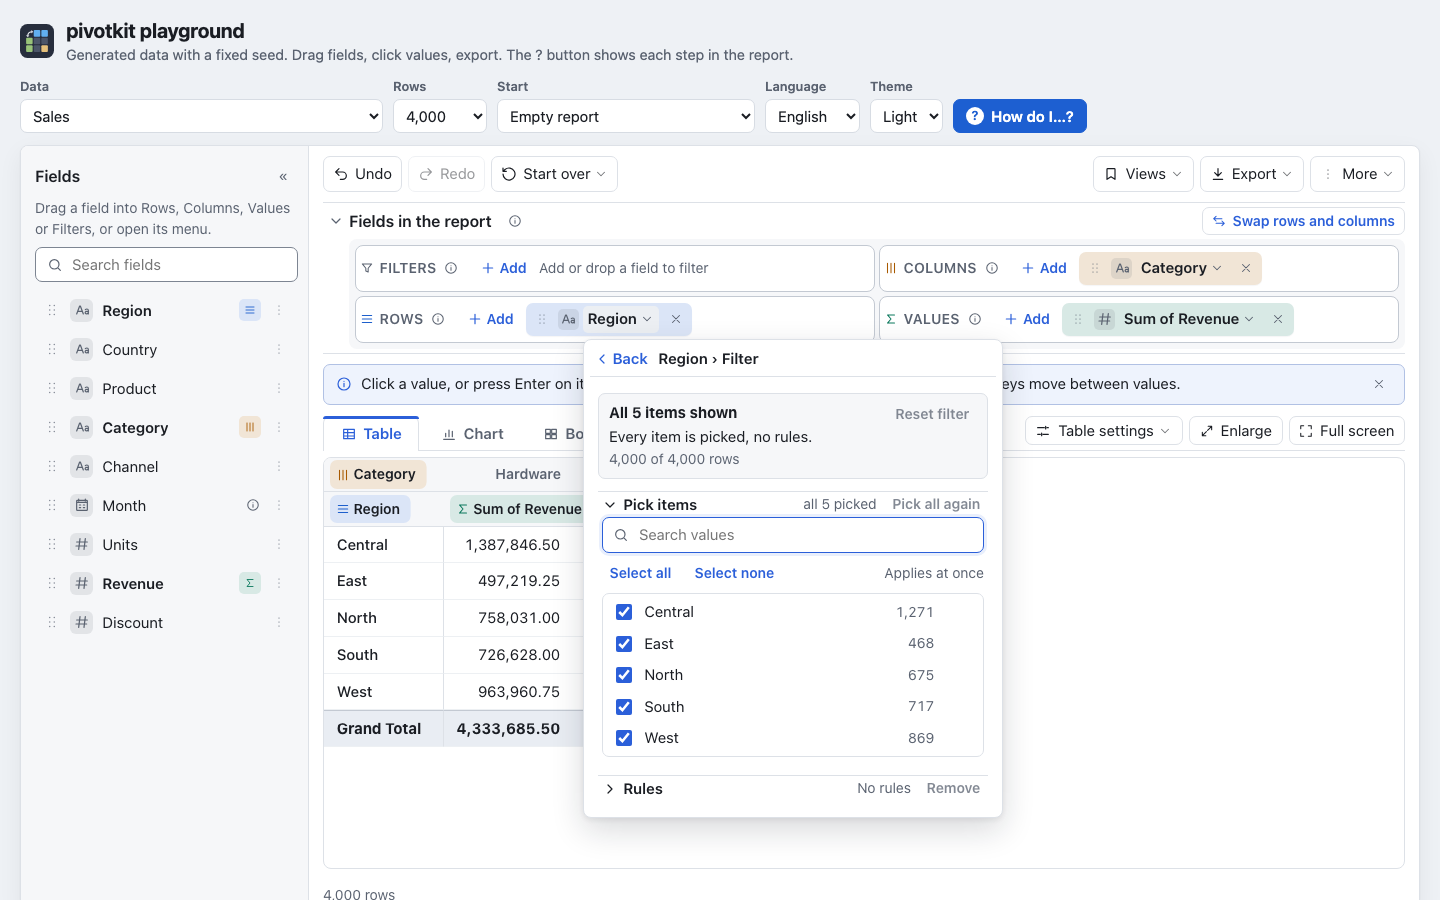 pivotkit playground
Generated data with a fixed seed. Drag fields, click values, export. The ? button shows each step in the report.
Data
Rows
Start
Language
Theme
Sales
4,000
Empty report
English
Light
? How do I...?
Fields
«
Drag a field into Rows, Columns, Values
or Filters, or open its menu.
Search fields
Aa Region
Aa Country
Aa Product
Aa Category
Aa Channel
Month
# Units
# Revenue Σ
# Discount
Undo
Redo
Start over
Views
Export
More
Fields in the report
Swap rows and columns
FILTERS
+ Add
Add or drop a field to filter
COLUMNS
+ Add
Aa Category
ROWS
+ Add
Aa Region
Σ VALUES
+ Add
# Sum of Revenue
Click a value, or press Enter on it
eys move between values.
Table
Chart
Bo
Table settings
Enlarge
Full screen
Category
Hardware
Region
Σ Sum of Revenue
Central 1,387,846.50
East 497,219.25
North 758,031.00
South 726,628.00
West 963,960.75
Grand Total 4,333,685.50
Back
Region › Filter
All 5 items shown
Reset filter
Every item is picked, no rules.
4,000 of 4,000 rows
Pick items
all 5 picked
Pick all again
Search values
Select all
Select none
Applies at once
Central 1,271
East 468
North 675
South 717
West 869
Rules
No rules
Remove
4,000 rows